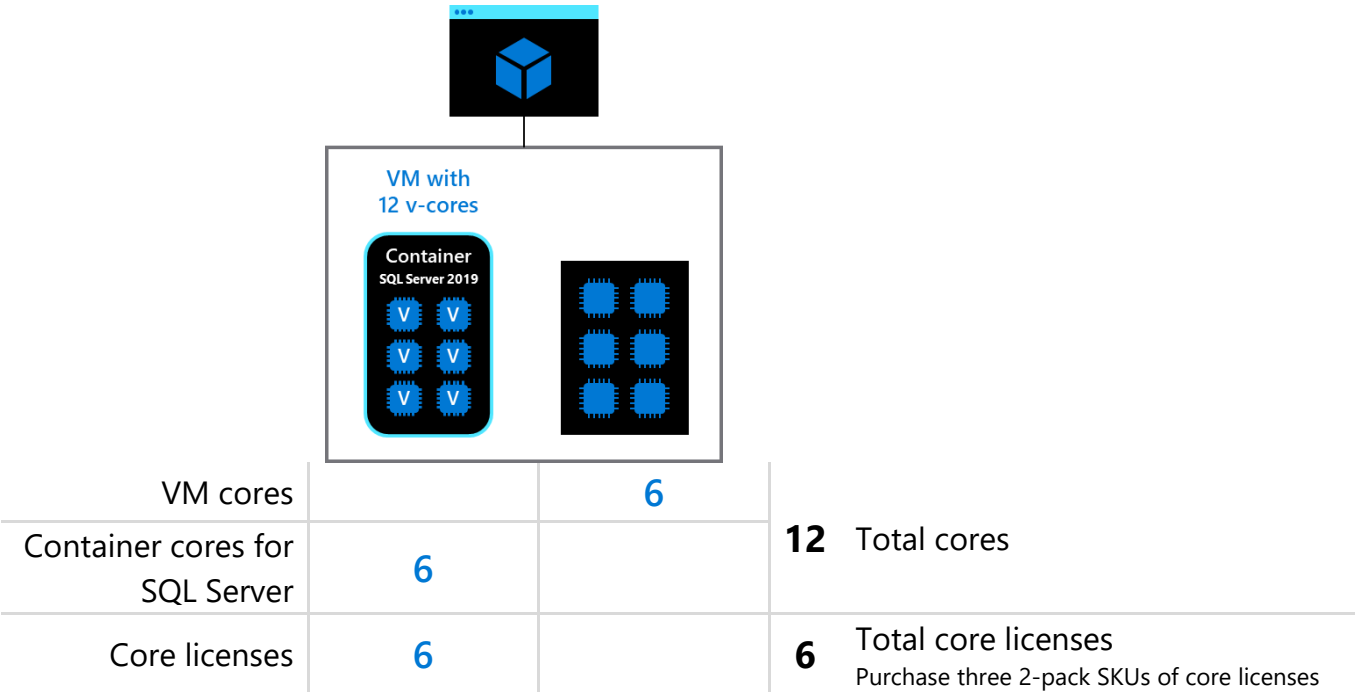 VM with
12 v-cores
Container
SQL Server 2019
V V
V V
V V
VM cores 6
12 Total cores
Container cores for
SQL Server
6
Core licenses 6
6 Total core licenses
Purchase three 2-pack SKUs of core licenses